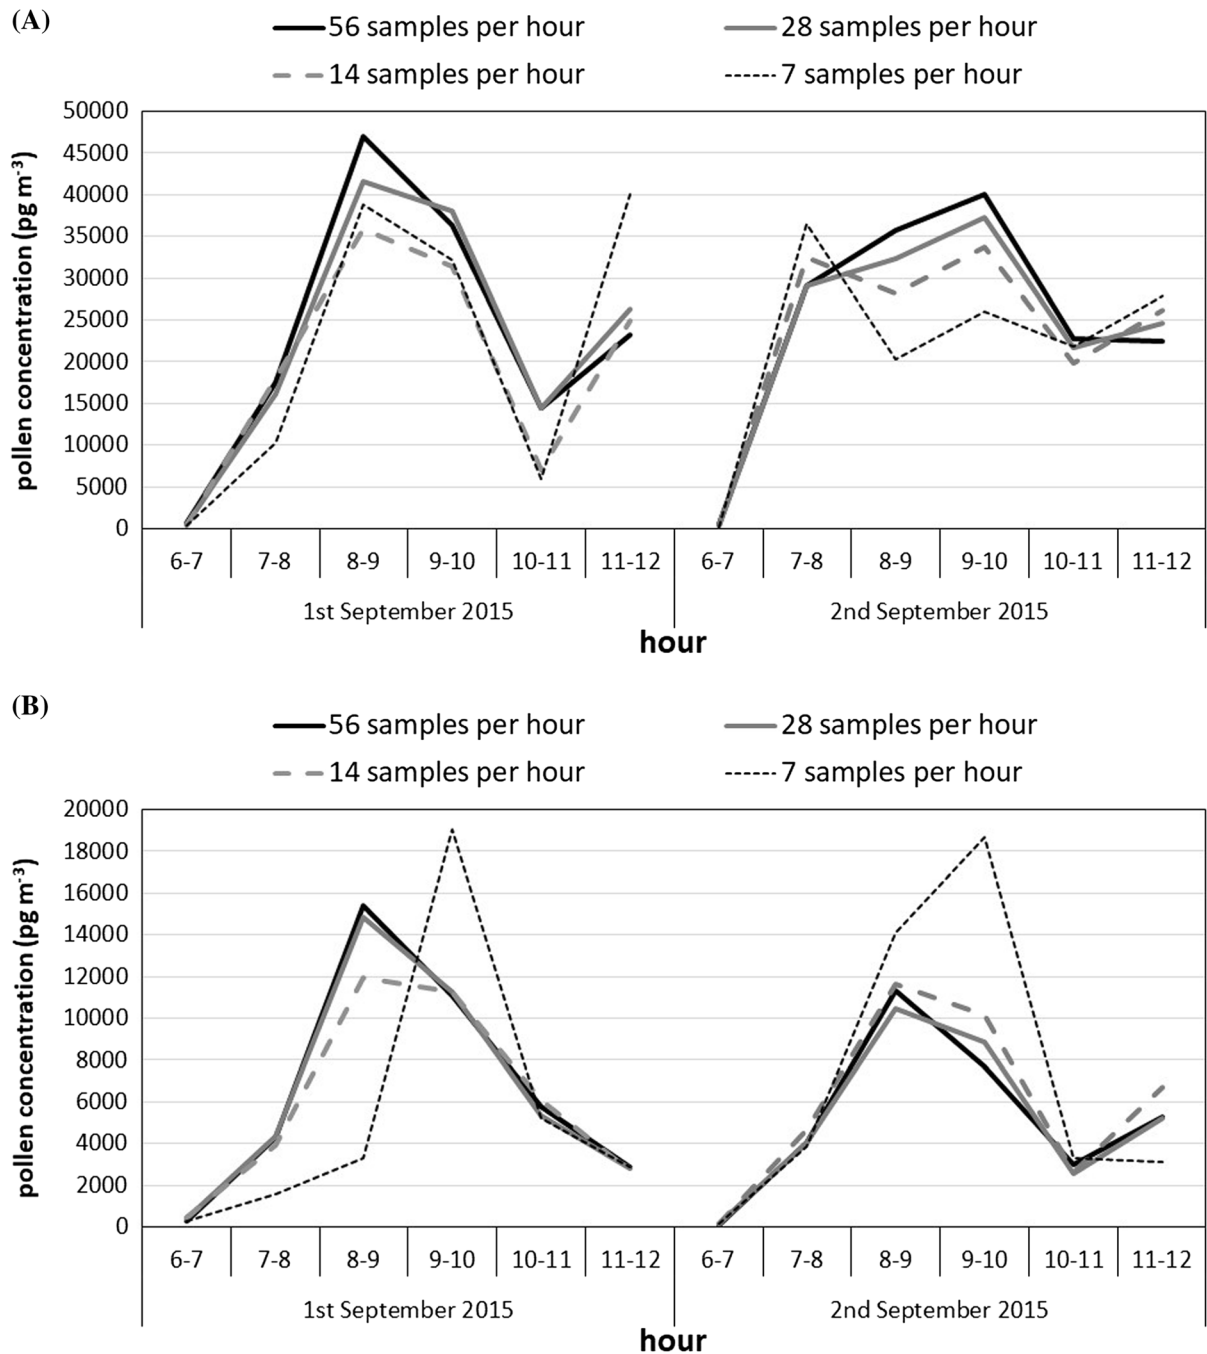 (A)
56 samples per hour 28 samples per hour
14 samples per hour 7 samples per hour
pollen concentration (pg m-3)
50000
45000
40000
35000
30000
25000
20000
15000
10000
5000
0
6-7 7-8 8-9 9-10 10-11 11-12 6-7 7-8 8-9 9-10 10-11 11-12
1st September 2015 2nd September 2015
hour
(B)
56 samples per hour 28 samples per hour
14 samples per hour 7 samples per hour
pollen concentration (pg m-3)
20000
18000
16000
14000
12000
10000
8000
6000
4000
2000
0
6-7 7-8 8-9 9-10 10-11 11-12 6-7 7-8 8-9 9-10 10-11 11-12
1st September 2015 2nd September 2015
hour